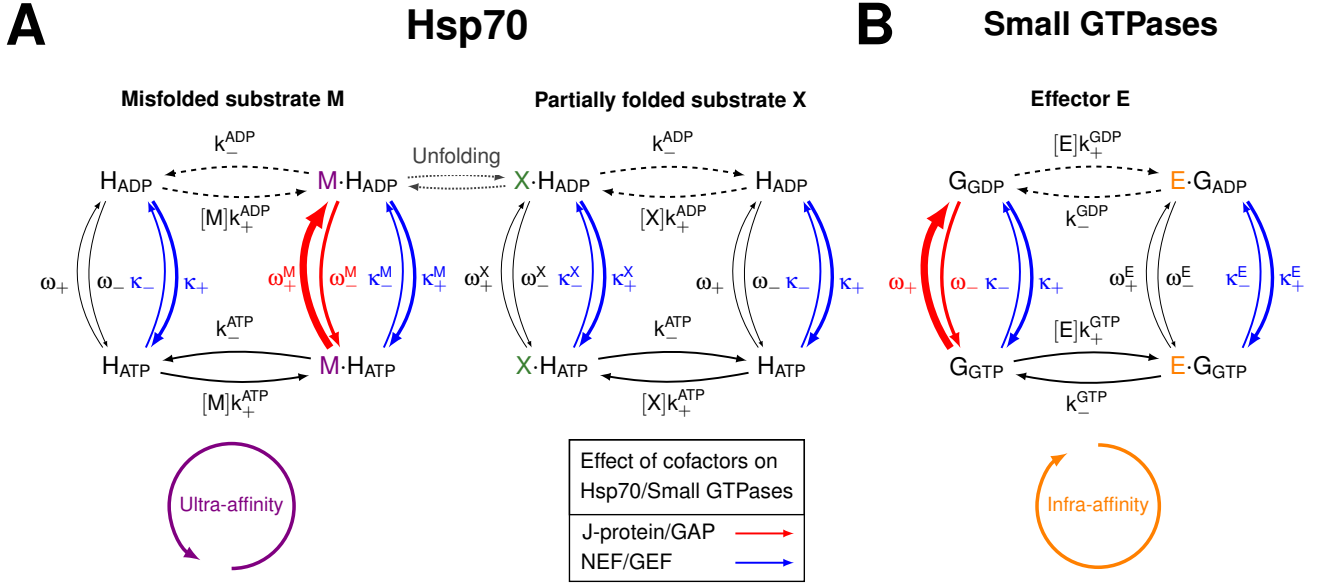 A
Hsp70
B
Small GTPases
Misfolded substrate M
Partially folded substrate X
Effector E
k₋^ADP
Unfolding
k₋^ADP
[E]k₊^GDP
H_ADP
M·H_ADP
X·H_ADP
H_ADP
G_GDP
E·G_ADP
[M]k₊^ADP
[X]k₊^ADP
k₋^GDP
ω₊ ω₋ κ₋ κ₊
ω₊^M ω₋^M κ₋^M κ₊^M
ω₊^X ω₋^X κ₋^X κ₊^X
ω₊ ω₋ κ₋ κ₊
ω₊ ω₋ κ₋ κ₊
ω₊^E ω₋^E κ₋^E κ₊^E
k₋^ATP
k₋^ATP
[E]k₊^GTP
H_ATP
M·H_ATP
X·H_ATP
H_ATP
G_GTP
E·G_GTP
[M]k₊^ATP
[X]k₊^ATP
k₋^GTP
Ultra-affinity
Effect of cofactors on
Hsp70/Small GTPases
J-protein/GAP
NEF/GEF
Infra-affinity